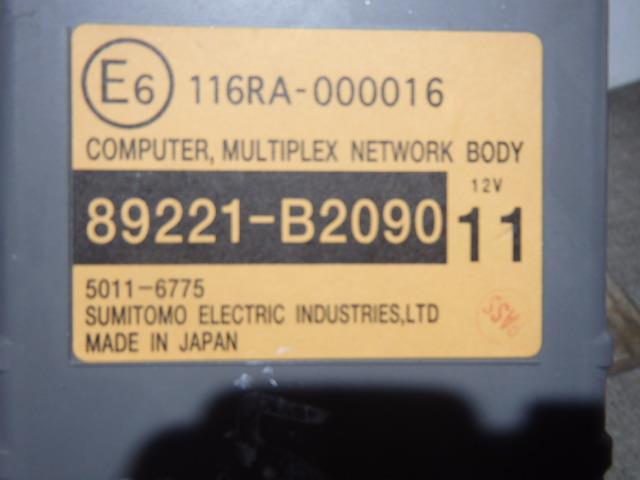 E6 116RA-000016
COMPUTER, MULTIPLEX NETWORK BODY
89221-B2090
12V
11
5011-6775
SUMITOMO ELECTRIC INDUSTRIES,LTD
MADE IN JAPAN
PASS